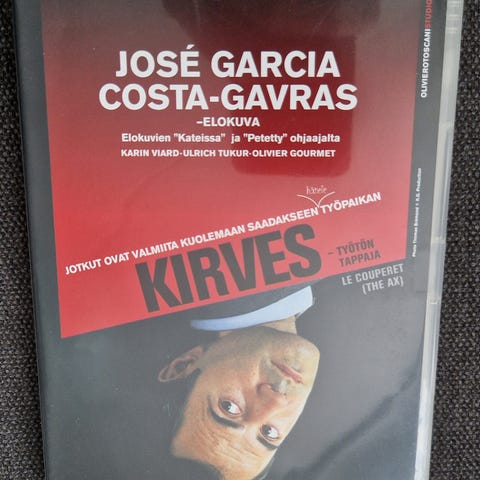 JOSÉ GARCIA
COSTA-GAVRAS
–ELOKUVA
Elokuvien "Kateissa" ja "Petetty" ohjaajalta
KARIN VIARD-ULRICH TUKUR-OLIVIER GOURMET
JOTKUT OVAT VALMIITA KUOLEMAAN SAADAKSEEN TYÖPAIKAN
KIRVES
– TYÖTÖN
TAPPAJA
LE COUPERET
(THE AX)
OLIVIEROTOSCANISTUDIO